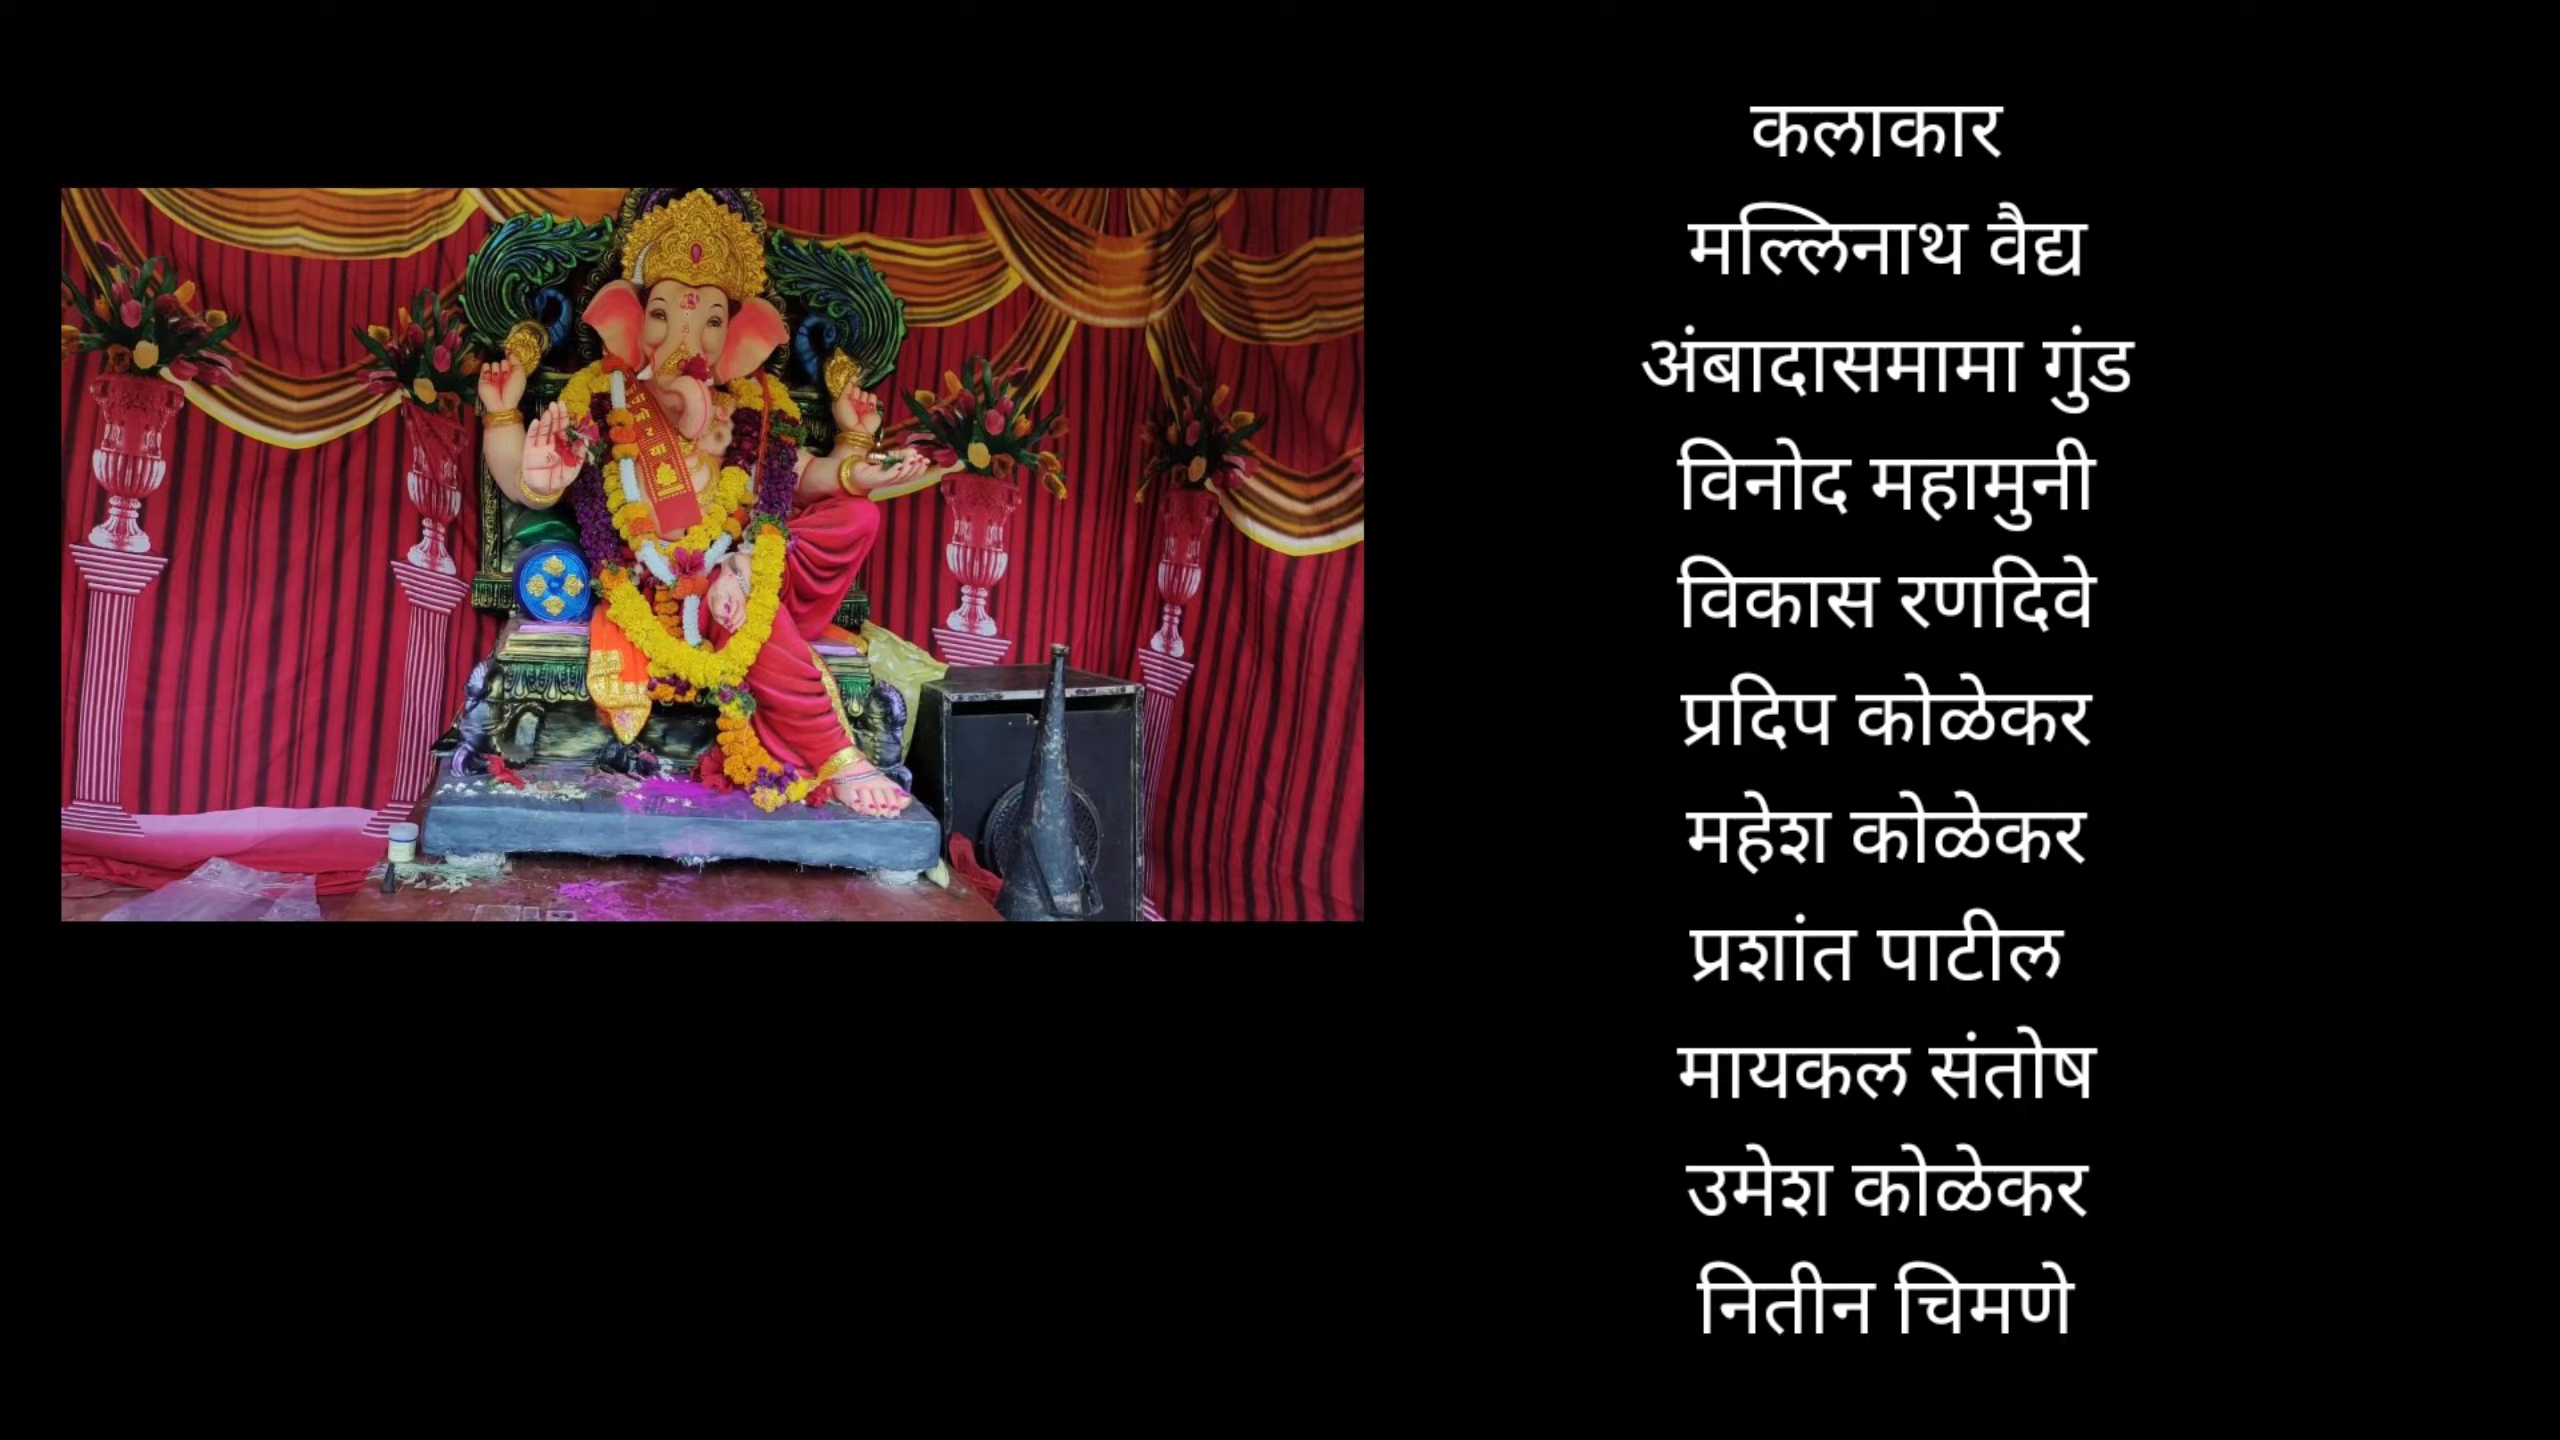 कलाकार
मल्लिनाथ वैद्य
अंबादासमामा गुंड
विनोद महामुनी
विकास रणदिवे
प्रदिप कोळेकर
महेश कोळेकर
प्रशांत पाटील
मायकल संतोष
उमेश कोळेकर
नितीन चिमणे